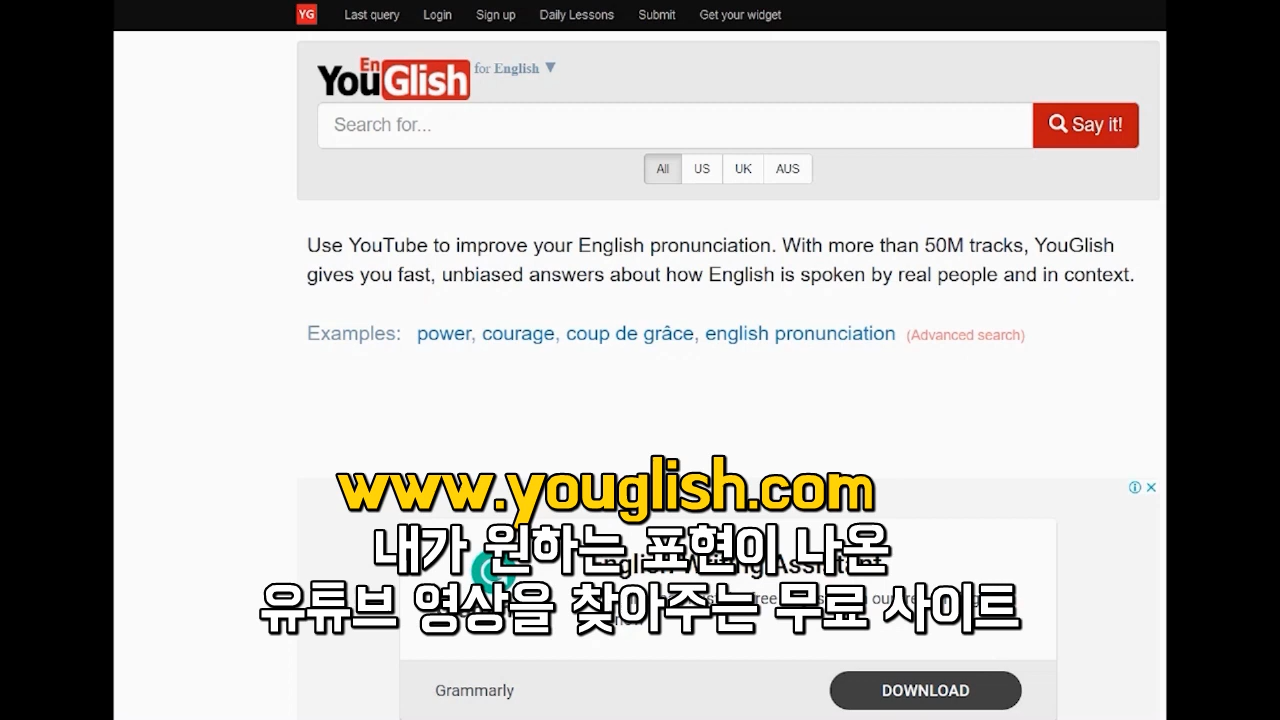 YG Last query Login Sign up Daily Lessons Submit Get your widget
YouGlish En for English ▼
Search for... Say it!
All US UK AUS
Use YouTube to improve your English pronunciation. With more than 50M tracks, YouGlish
gives you fast, unbiased answers about how English is spoken by real people and in context.
Examples: power, courage, coup de grâce, english pronunciation (Advanced search)
www.youglish.com
내가 원하는 표현이 나온
English Writing Assistant
유튜브 영상을 찾아주는 무료 사이트
Grammarly DOWNLOAD